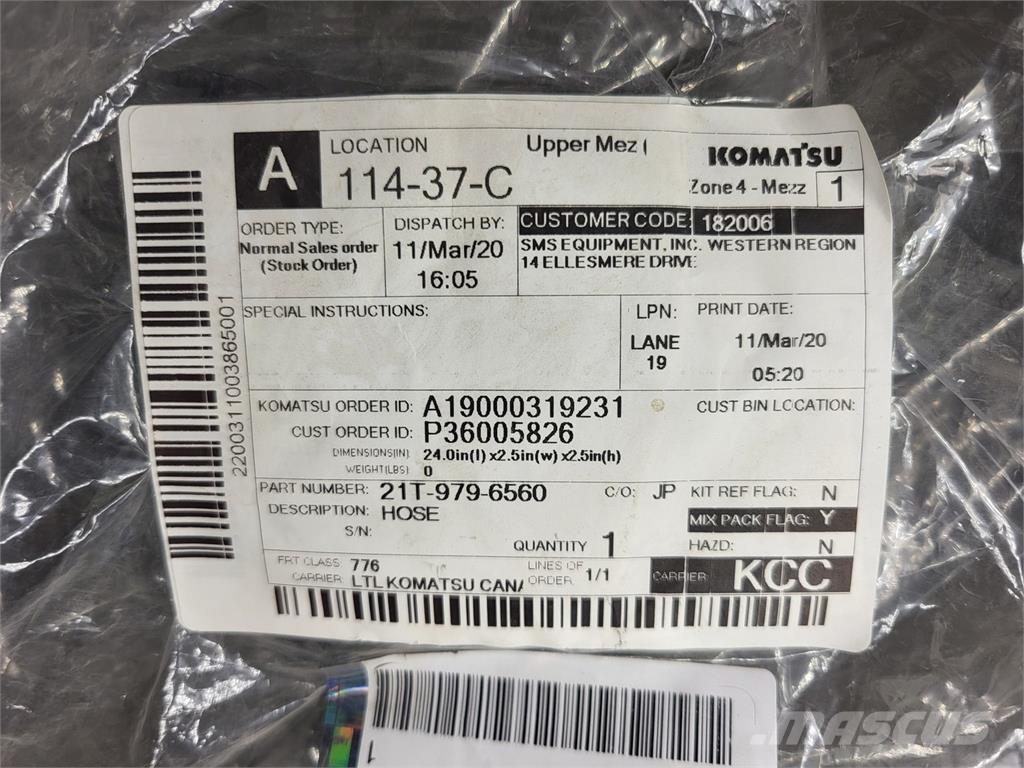 A
LOCATION
114-37-C
Upper Mez (
KOMATSU
Zone 4 - Mezz
1
ORDER TYPE:
Normal Sales order
(Stock Order)
DISPATCH BY:
11/Mar/20
16:05
CUSTOMER CODE: 182006
SMS EQUIPMENT, INC. WESTERN REGION
14 ELLESMERE DRIVE
SPECIAL INSTRUCTIONS:
LPN:
LANE
19
PRINT DATE:
11/Mar/20
05:20
KOMATSU ORDER ID: A19000319231
CUST ORDER ID: P36005826
CUST BIN LOCATION:
DIMENSIONS(IN) 24.0in(l) x2.5in(w) x2.5in(h)
WEIGHT(LBS) 0
PART NUMBER: 21T-979-6560
C/O: JP
KIT REF FLAG: N
DESCRIPTION: HOSE
MIX PACK FLAG: Y
S/N:
QUANTITY 1
HAZD: N
FRT CLASS 776
LINES OF
ORDER 1/1
CARRIER: LTL KOMATSU CANA
CARRIER KCC
2200311003865001
1
MASCUS